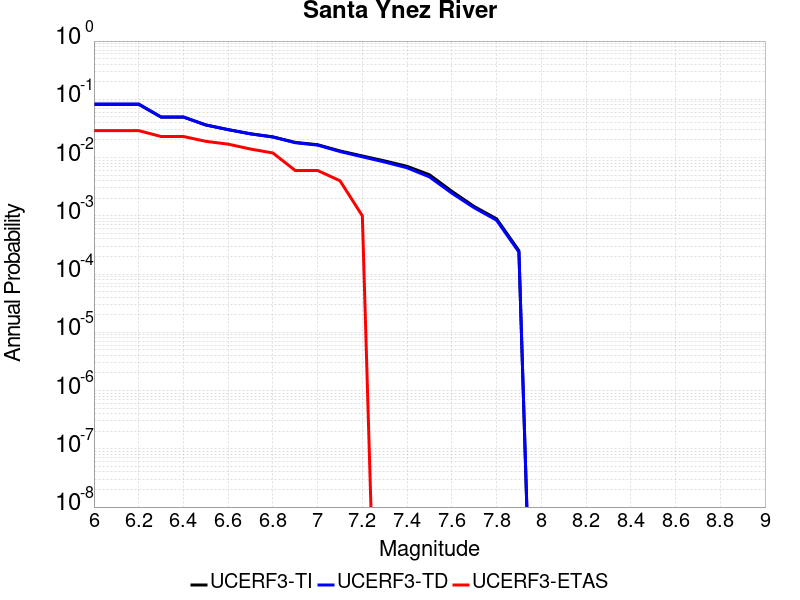 Santa Ynez River
10^0
10^-1
10^-2
10^-3
10^-4
10^-5
10^-6
10^-7
10^-8
Annual Probability
6 6.2 6.4 6.6 6.8 7 7.2 7.4 7.6 7.8 8 8.2 8.4 8.6 8.8 9
Magnitude
UCERF3-TI UCERF3-TD UCERF3-ETAS